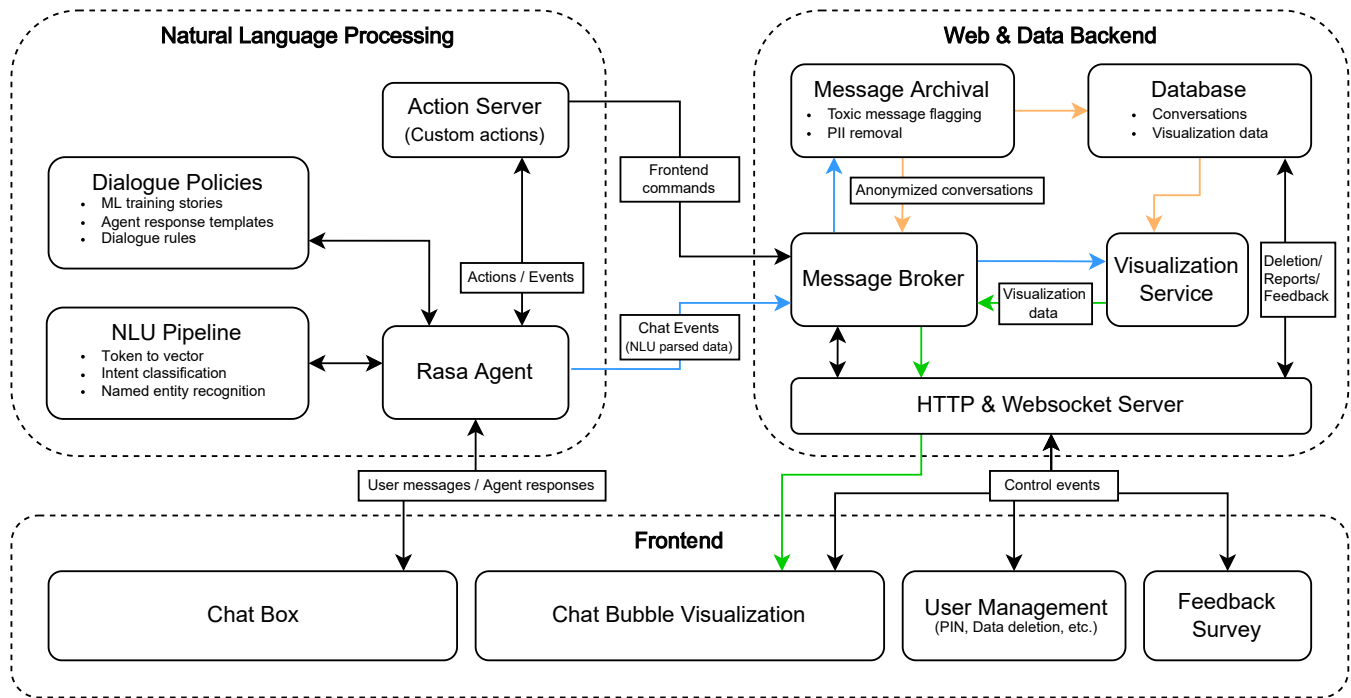 Natural Language Processing
Action Server
(Custom actions)
Dialogue Policies
• ML training stories
• Agent response templates
• Dialogue rules
Actions / Events
NLU Pipeline
• Token to vector
• Intent classification
• Named entity recognition
Rasa Agent
Frontend
commands
Chat Events
(NLU parsed data)
User messages / Agent responses
Web & Data Backend
Message Archival
• Toxic message flagging
• PII removal
Database
• Conversations
• Visualization data
Anonymized conversations
Message Broker
Visualization
Service
Visualization
data
Deletion/
Reports/
Feedback
HTTP & Websocket Server
Control events
Frontend
Chat Box
Chat Bubble Visualization
User Management
(PIN, Data deletion, etc.)
Feedback
Survey